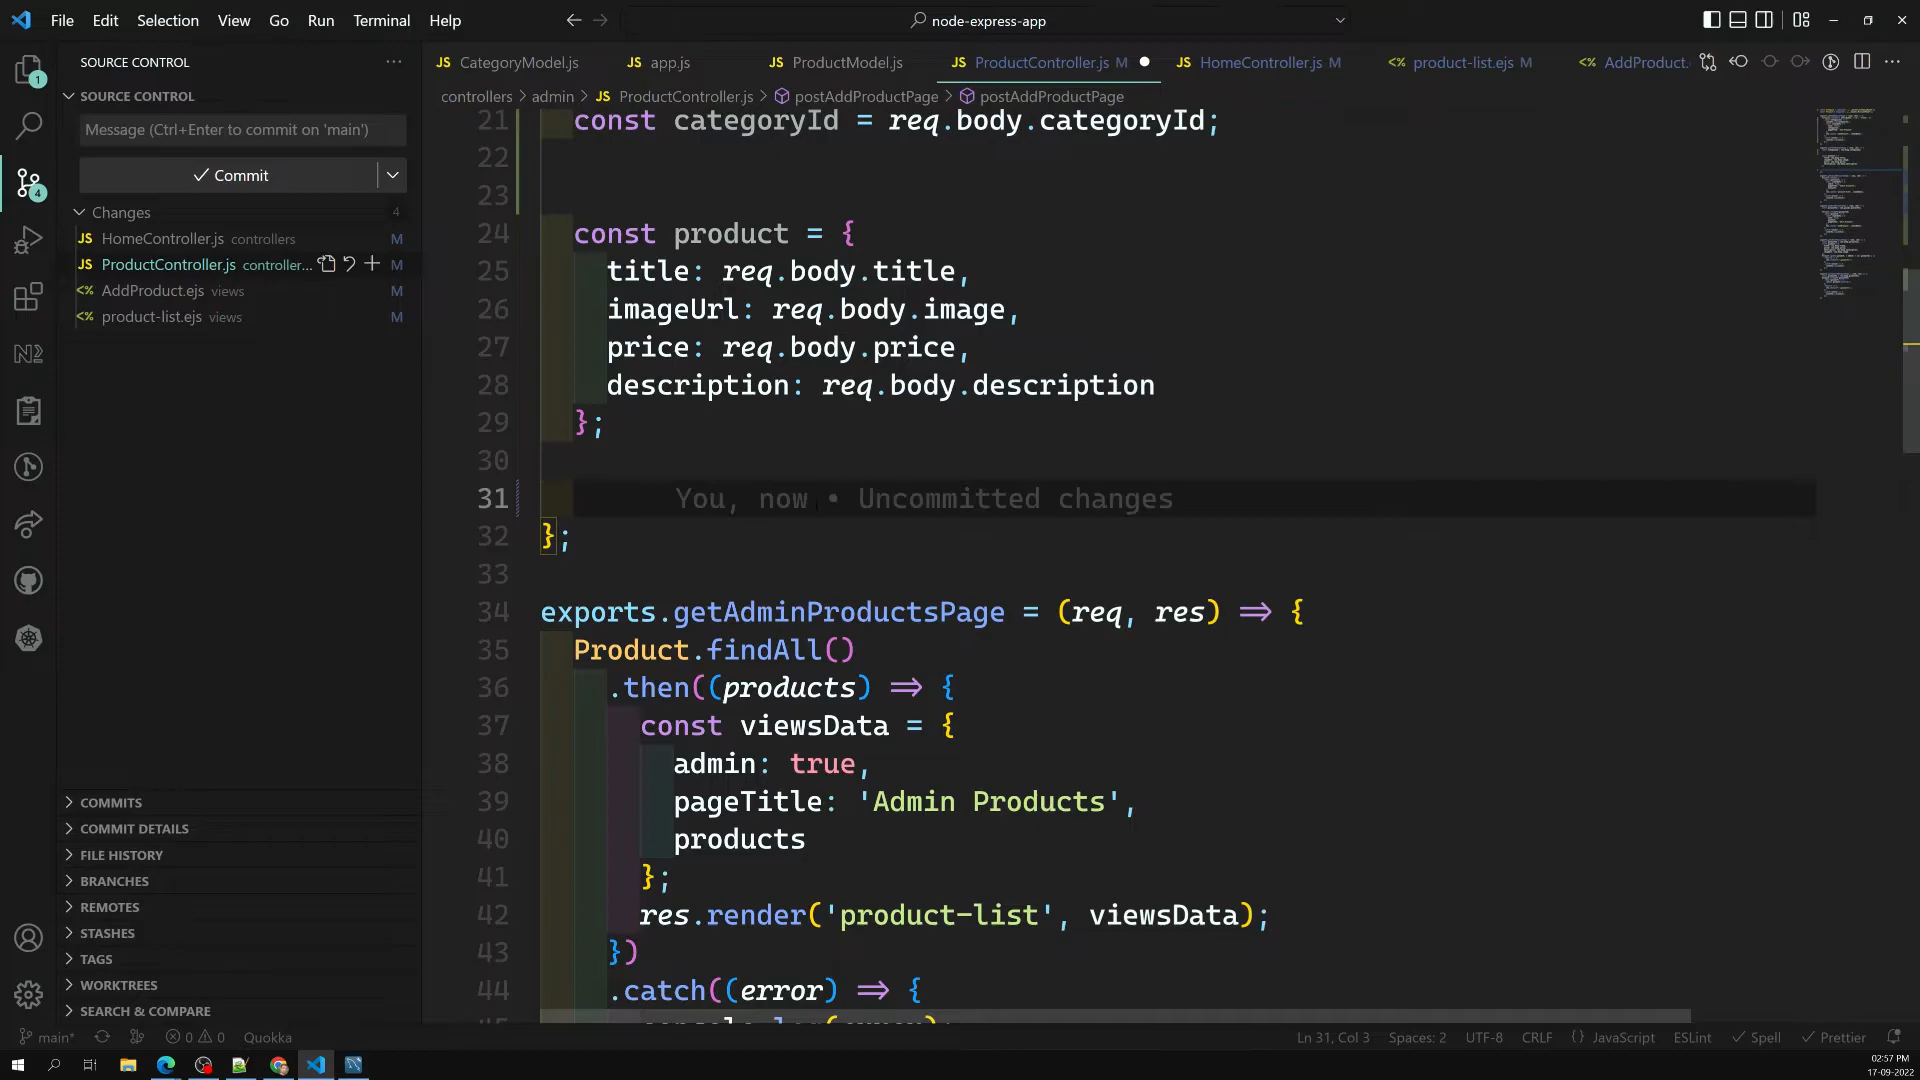 File Edit Selection View Go Run Terminal Help
node-express-app
SOURCE CONTROL
SOURCE CONTROL
Message (Ctrl+Enter to commit on 'main')
Commit
Changes 4
HomeController.js controllers M
ProductController.js controller... M
AddProduct.ejs views M
product-list.ejs views M
COMMITS
COMMIT DETAILS
FILE HISTORY
BRANCHES
REMOTES
STASHES
TAGS
WORKTREES
SEARCH & COMPARE
1
4
JS CategoryModel.js JS app.js JS ProductModel.js JS ProductController.js M JS HomeController.js M <% product-list.ejs M <% AddProduct.
controllers > admin > JS ProductController.js > postAddProductPage > postAddProductPage
21 const categoryId = req.body.categoryId;
22
23
24 const product = {
25 title: req.body.title,
26 imageUrl: req.body.image,
27 price: req.body.price,
28 description: req.body.description
29 };
30
31 You, now • Uncommitted changes
32 };
33
34 exports.getAdminProductsPage = (req, res) => {
35 Product.findAll()
36 .then((products) => {
37 const viewsData = {
38 admin: true,
39 pageTitle: 'Admin Products',
40 products
41 };
42 res.render('product-list', viewsData);
43 })
44 .catch((error) => {
main* 0 0 Quokka
Ln 31, Col 3 Spaces: 2 UTF-8 CRLF {} JavaScript ESLint Spell Prettier
02:57 PM
17-09-2022